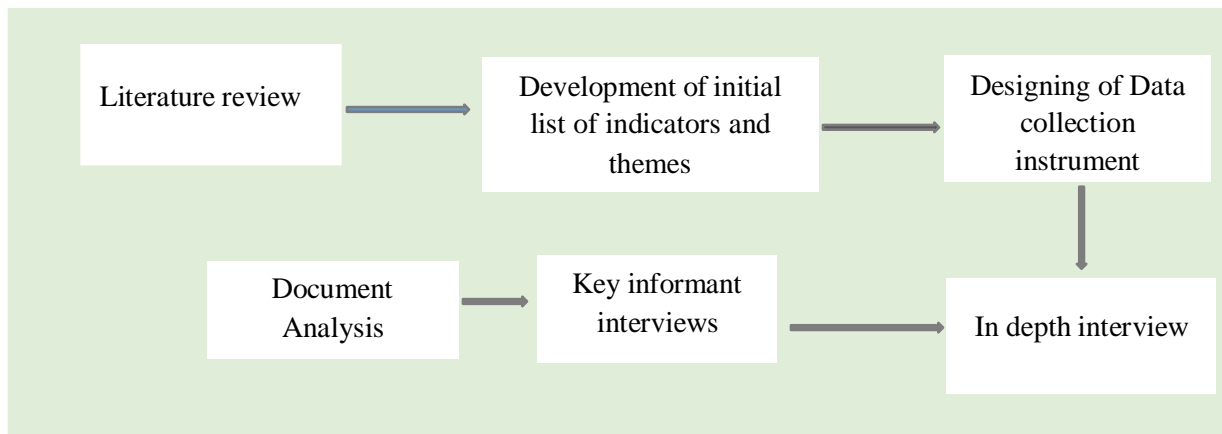 Literature review
Development of initial
list of indicators and
themes
Designing of Data
collection
instrument
Document
Analysis
Key informant
interviews
In depth interview